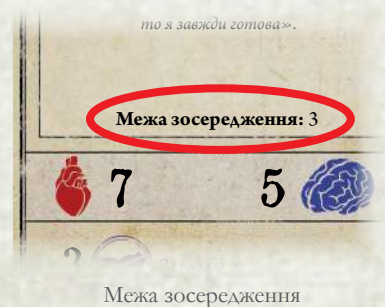 то я завжди готова».
Межа зосередження: 3
7 5
Межа зосередження